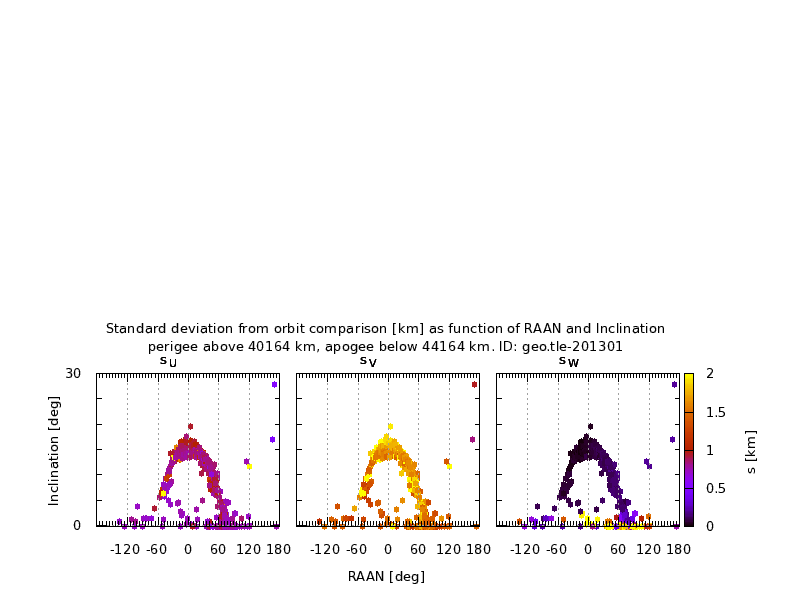 Standard deviation from orbit comparison [km] as function of RAAN and Inclination
perigee above 40164 km, apogee below 44164 km. ID: geo.tle-201301
sU sV sW
30
0
Inclination [deg]
-120 -60 0 60 120 180 -120 -60 0 60 120 180 -120 -60 0 60 120 180
RAAN [deg]
2
1.5
1
0.5
0
s [km]